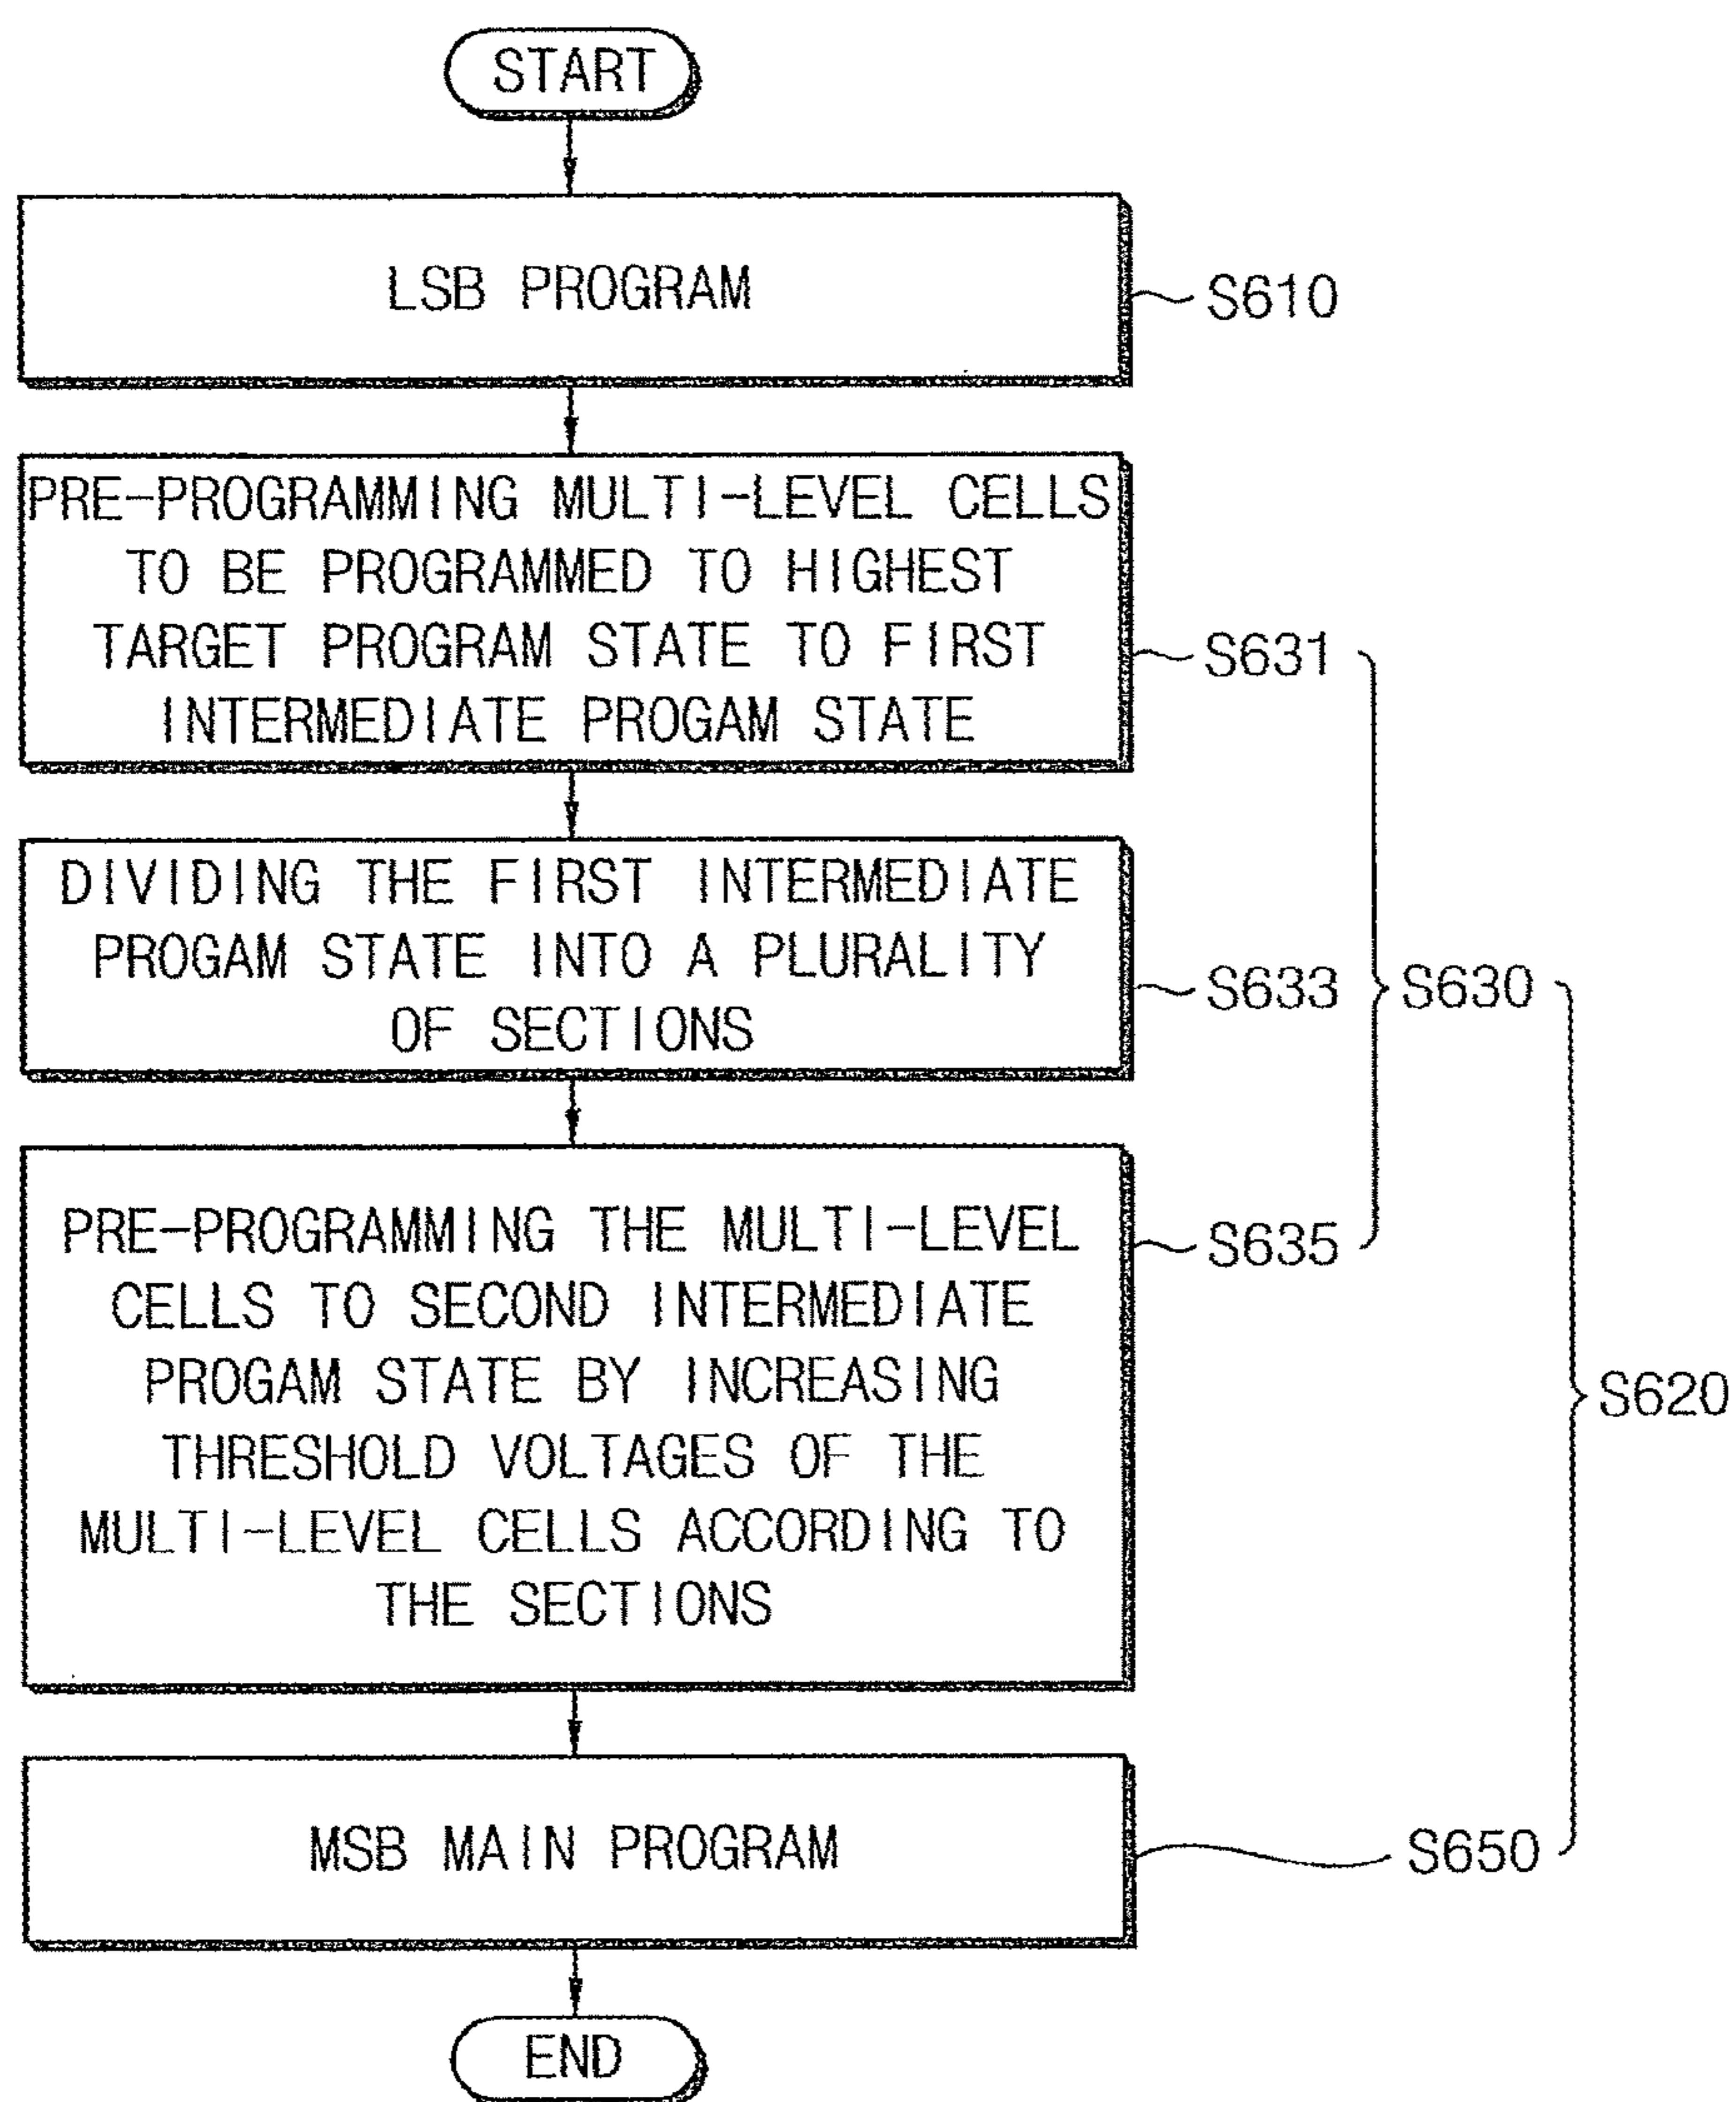 START
LSB PROGRAM
S610
PRE-PROGRAMMING MULTI-LEVEL CELLS
TO BE PROGRAMMED TO HIGHEST
TARGET PROGRAM STATE TO FIRST
INTERMEDIATE PROGAM STATE
S631
DIVIDING THE FIRST INTERMEDIATE
PROGAM STATE INTO A PLURALITY
OF SECTIONS
S633
S630
PRE-PROGRAMMING THE MULTI-LEVEL
CELLS TO SECOND INTERMEDIATE
PROGAM STATE BY INCREASING
THRESHOLD VOLTAGES OF THE
MULTI-LEVEL CELLS ACCORDING TO
THE SECTIONS
S635
S620
MSB MAIN PROGRAM
S650
END